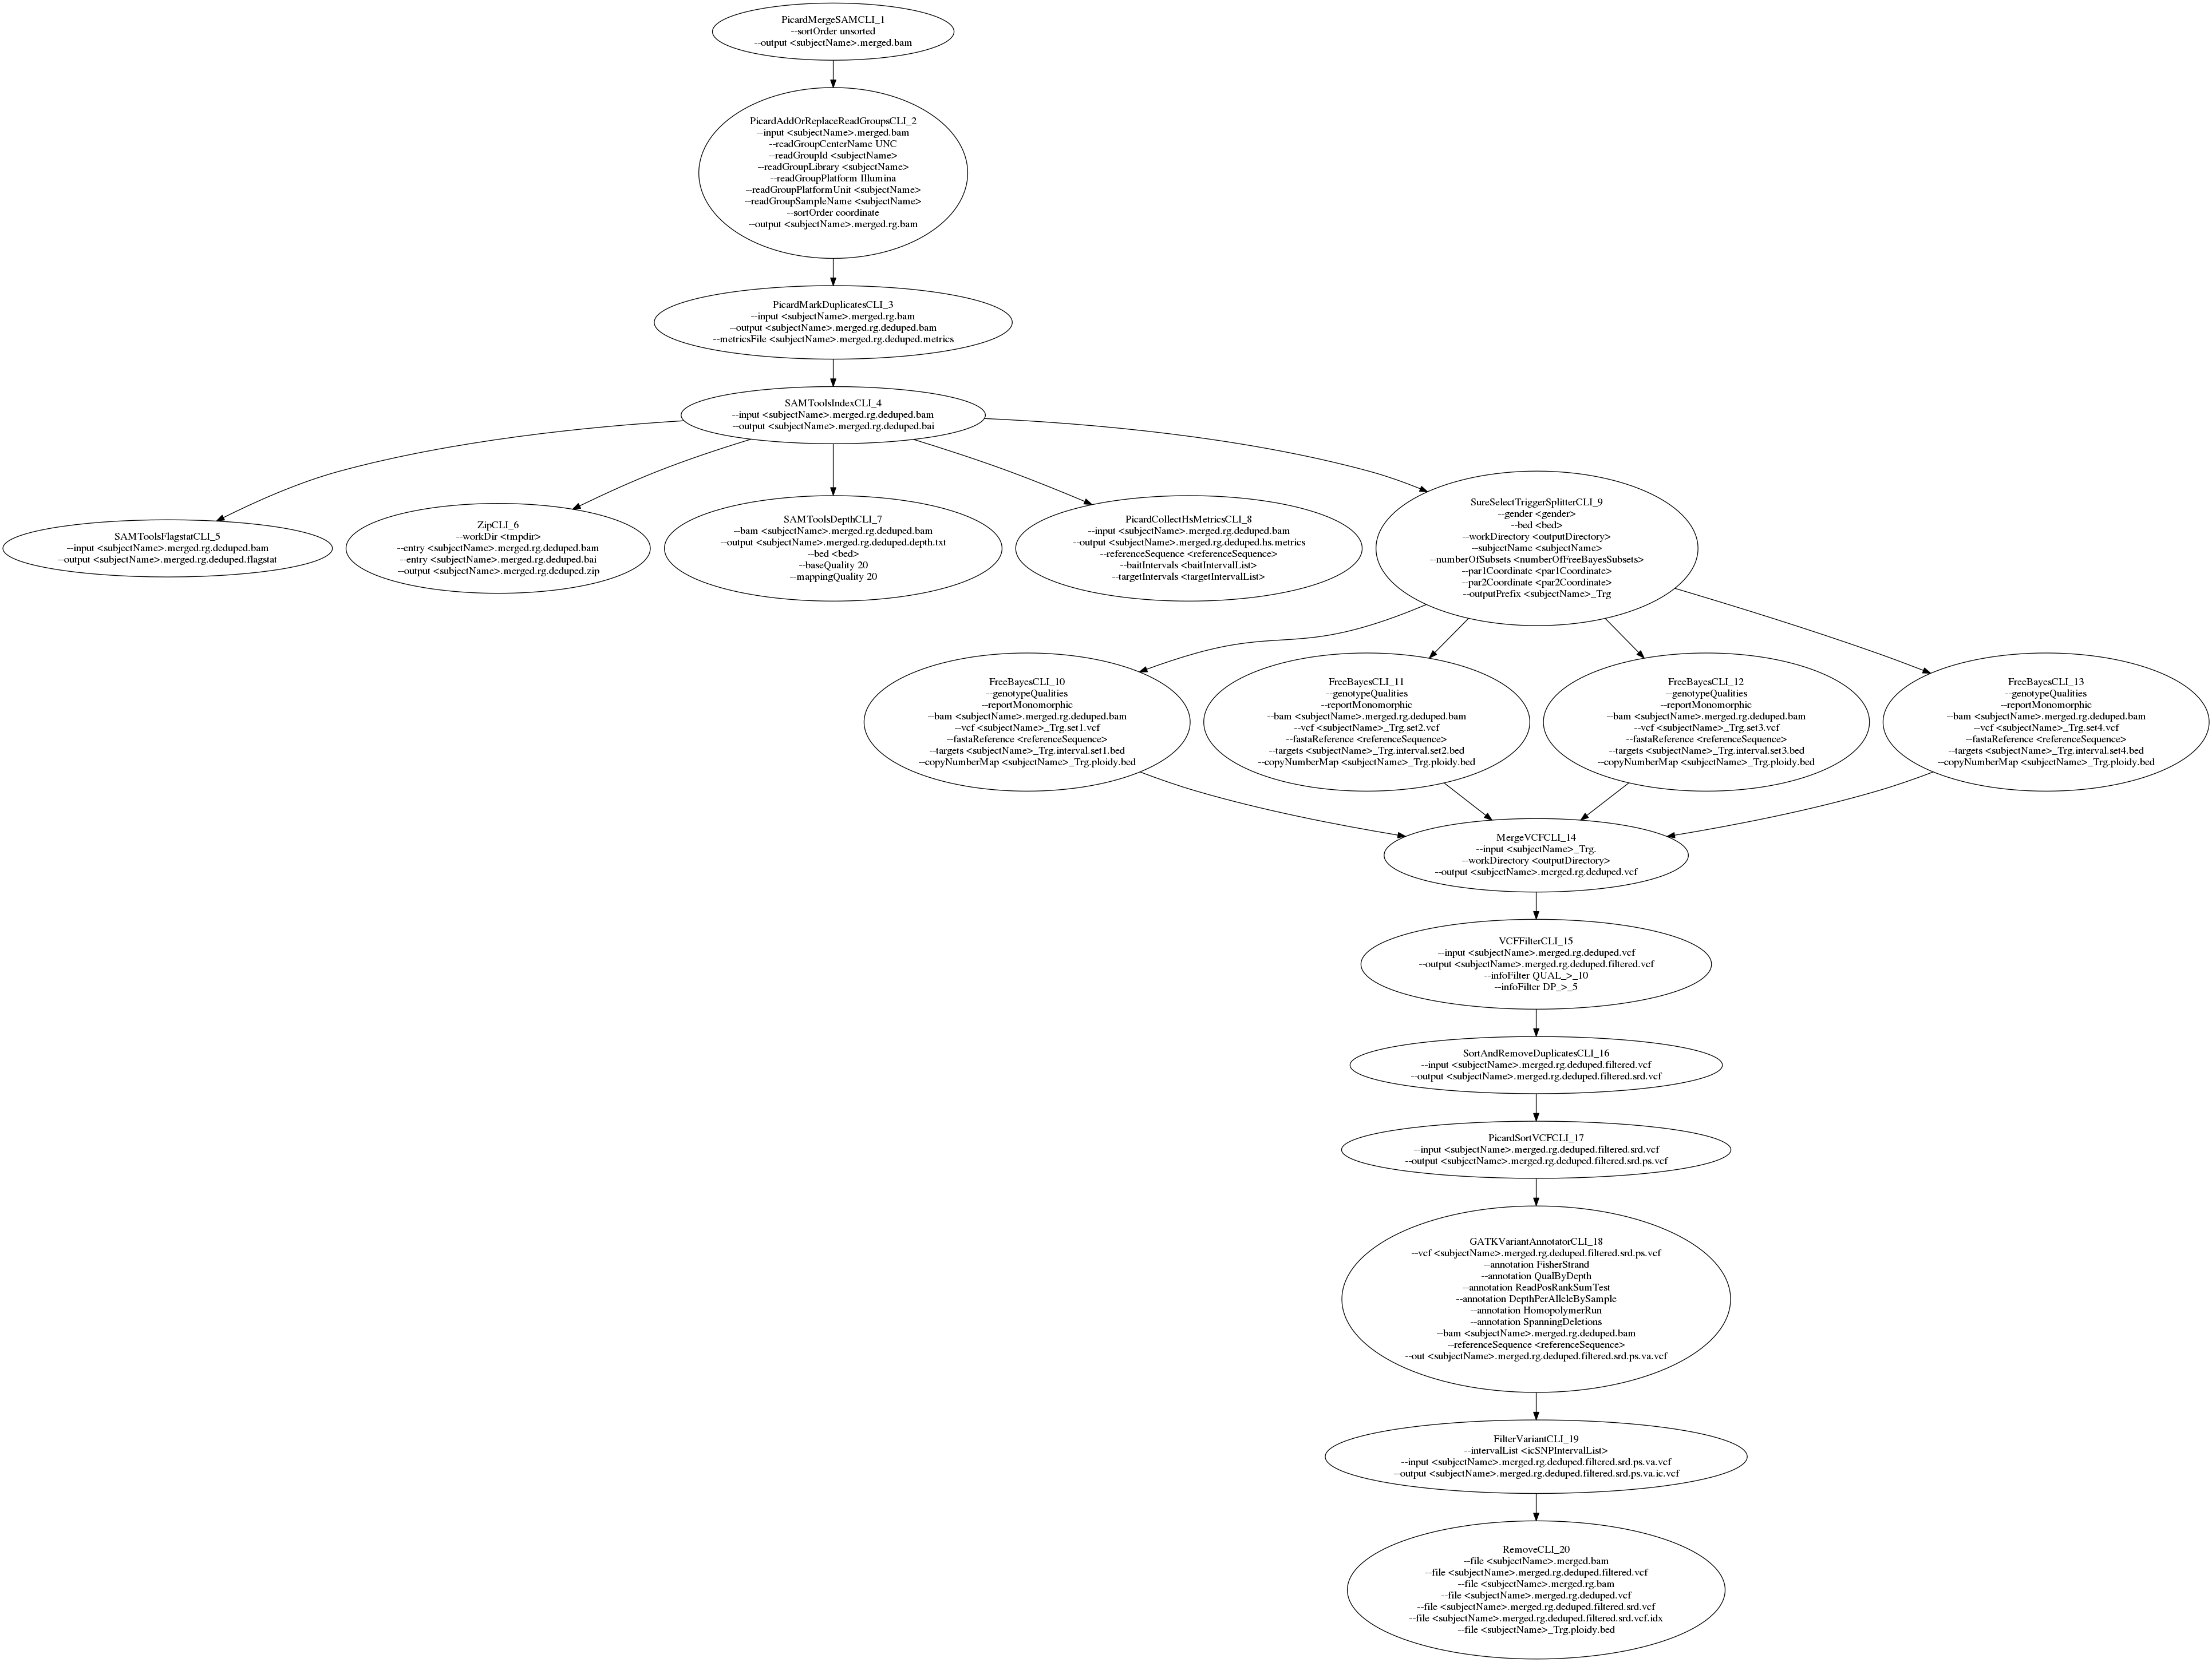 PicardMergeSAMCLI_1
--sortOrder unsorted
--output <subjectName>.merged.bam
PicardAddOrReplaceReadGroupsCLI_2
--input <subjectName>.merged.bam
--readGroupCenterName UNC
--readGroupId <subjectName>
--readGroupLibrary <subjectName>
--readGroupPlatform Illumina
--readGroupPlatformUnit <subjectName>
--readGroupSampleName <subjectName>
--sortOrder coordinate
--output <subjectName>.merged.rg.bam
PicardMarkDuplicatesCLI_3
--input <subjectName>.merged.rg.bam
--output <subjectName>.merged.rg.deduped.bam
--metricsFile <subjectName>.merged.rg.deduped.metrics
SAMToolsIndexCLI_4
--input <subjectName>.merged.rg.deduped.bam
--output <subjectName>.merged.rg.deduped.bai
SAMToolsFlagstatCLI_5
--input <subjectName>.merged.rg.deduped.bam
--output <subjectName>.merged.rg.deduped.flagstat
ZipCLI_6
--workDir <tmpdir>
--entry <subjectName>.merged.rg.deduped.bam
--entry <subjectName>.merged.rg.deduped.bai
--output <subjectName>.merged.rg.deduped.zip
SAMToolsDepthCLI_7
--bam <subjectName>.merged.rg.deduped.bam
--output <subjectName>.merged.rg.deduped.depth.txt
--bed <bed>
--baseQuality 20
--mappingQuality 20
PicardCollectHsMetricsCLI_8
--input <subjectName>.merged.rg.deduped.bam
--output <subjectName>.merged.rg.deduped.hs.metrics
--referenceSequence <referenceSequence>
--baitIntervals <baitIntervalList>
--targetIntervals <targetIntervalList>
SureSelectTriggerSplitterCLI_9
--gender <gender>
--bed <bed>
--workDirectory <outputDirectory>
--subjectName <subjectName>
--numberOfSubsets <numberOfFreeBayesSubsets>
--par1Coordinate <par1Coordinate>
--par2Coordinate <par2Coordinate>
--outputPrefix <subjectName>_Trg
FreeBayesCLI_10
--genotypeQualities
--reportMonomorphic
--bam <subjectName>.merged.rg.deduped.bam
--vcf <subjectName>_Trg.set1.vcf
--fastaReference <referenceSequence>
--targets <subjectName>_Trg.interval.set1.bed
--copyNumberMap <subjectName>_Trg.ploidy.bed
FreeBayesCLI_11
--genotypeQualities
--reportMonomorphic
--bam <subjectName>.merged.rg.deduped.bam
--vcf <subjectName>_Trg.set2.vcf
--fastaReference <referenceSequence>
--targets <subjectName>_Trg.interval.set2.bed
--copyNumberMap <subjectName>_Trg.ploidy.bed
FreeBayesCLI_12
--genotypeQualities
--reportMonomorphic
--bam <subjectName>.merged.rg.deduped.bam
--vcf <subjectName>_Trg.set3.vcf
--fastaReference <referenceSequence>
--targets <subjectName>_Trg.interval.set3.bed
--copyNumberMap <subjectName>_Trg.ploidy.bed
FreeBayesCLI_13
--genotypeQualities
--reportMonomorphic
--bam <subjectName>.merged.rg.deduped.bam
--vcf <subjectName>_Trg.set4.vcf
--fastaReference <referenceSequence>
--targets <subjectName>_Trg.interval.set4.bed
--copyNumberMap <subjectName>_Trg.ploidy.bed
MergeVCFCLI_14
--input <subjectName>_Trg.
--workDirectory <outputDirectory>
--output <subjectName>.merged.rg.deduped.vcf
VCFFilterCLI_15
--input <subjectName>.merged.rg.deduped.vcf
--output <subjectName>.merged.rg.deduped.filtered.vcf
--infoFilter QUAL_>_10
--infoFilter DP_>_5
SortAndRemoveDuplicatesCLI_16
--input <subjectName>.merged.rg.deduped.filtered.vcf
--output <subjectName>.merged.rg.deduped.filtered.srd.vcf
PicardSortVCFCLI_17
--input <subjectName>.merged.rg.deduped.filtered.srd.vcf
--output <subjectName>.merged.rg.deduped.filtered.srd.ps.vcf
GATKVariantAnnotatorCLI_18
--vcf <subjectName>.merged.rg.deduped.filtered.srd.ps.vcf
--annotation FisherStrand
--annotation QualByDepth
--annotation ReadPosRankSumTest
--annotation DepthPerAlleleBySample
--annotation HomopolymerRun
--annotation SpanningDeletions
--bam <subjectName>.merged.rg.deduped.bam
--referenceSequence <referenceSequence>
--out <subjectName>.merged.rg.deduped.filtered.srd.ps.va.vcf
FilterVariantCLI_19
--intervalList <icSNPIntervalList>
--input <subjectName>.merged.rg.deduped.filtered.srd.ps.va.vcf
--output <subjectName>.merged.rg.deduped.filtered.srd.ps.va.ic.vcf
RemoveCLI_20
--file <subjectName>.merged.bam
--file <subjectName>.merged.rg.deduped.filtered.vcf
--file <subjectName>.merged.rg.bam
--file <subjectName>.merged.rg.deduped.vcf
--file <subjectName>.merged.rg.deduped.filtered.srd.vcf
--file <subjectName>.merged.rg.deduped.filtered.srd.vcf.idx
--file <subjectName>_Trg.ploidy.bed